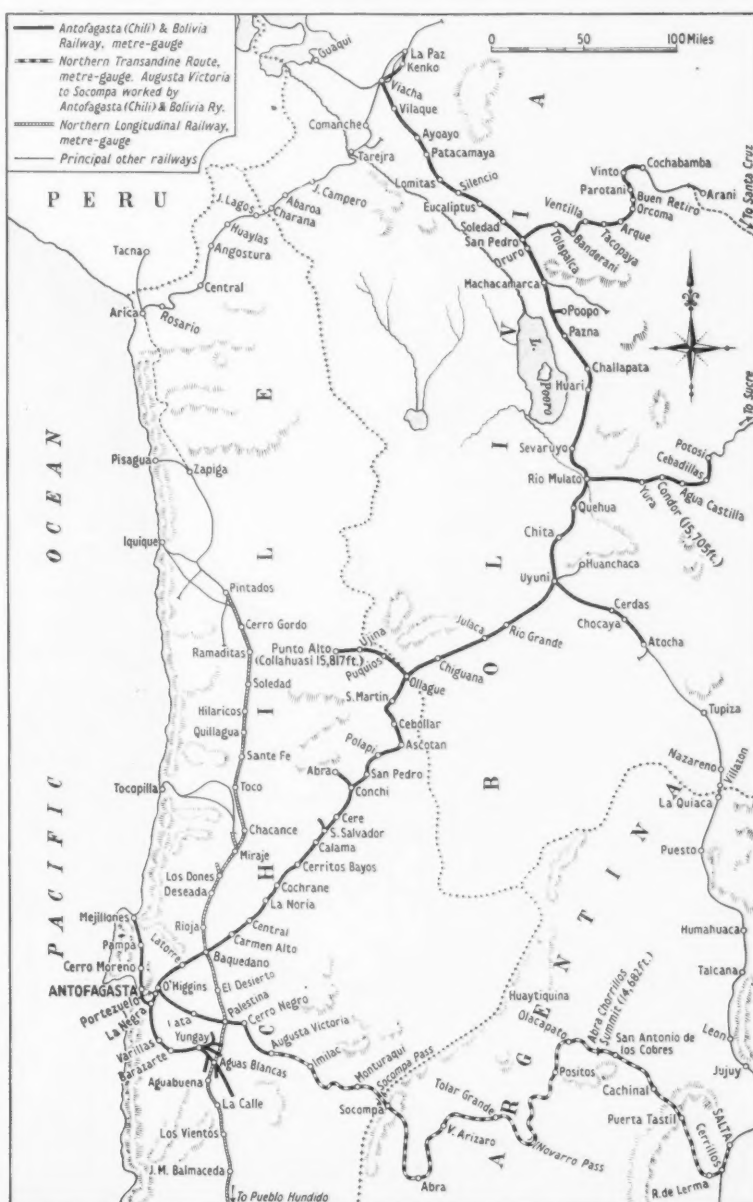 Antofagasta (Chili) & Bolivia
Railway, metre-gauge
Northern Transandine Route,
metre-gauge. Augusta Victoria
to Socompa worked by
Antofagasta (Chili) & Bolivia Ry.
Northern Longitudinal Railway,
metre-gauge
Principal other railways
0 50 100 Miles
Guaqui
La Paz
Kenko
Viacha
Vilaque
Comanche
Ayoayo
Patacamaya
Tarejra
Lomitas
Silencio
Eucaliptus
Soledad
San Pedro
Oruro
Machacamarca
Poopo
Pazna
Challapata
Huari
L. Poopo
Sevaruyo
Rio Mulato
Quehua
Chita
Uyuni
Huanchaca
Vinto
Cochabamba
Parotani
Buen Retiro
Arani
Orcoma
Ventilla
Arque
Tacopaya
Banderani
Tolapalca
To Santa Cruz
PERU
J. Campero
Abaroa
J. Lagos
Charana
Huaylas
Angostura
Tacna
Central
Arica
Rosario
To Sucre
Potosi
Cebadillas
Agua Castilla
Condor (15,705ft.)
Yura
Pisagua
Zapiga
Iquique
Pintados
Cerro Gordo
Ramaditas
Soledad
Hilaricos
Quillagua
Sante Fe
Toco
Tocopilla
Chacance
Miraje
Los Dones
Deseada
Rioja
Punto Alto
(Collahuasi 15,817ft.)
Ujina
Puquios
Ollague
Chiguana
Julaca
Rio Grande
Cerdas
Chocaya
Atocha
Tupiza
Nazareno
Villazon
La Quiaca
Puesto
Humahuaca
Talcana
Leon
Jujuy
S. Martin
Cebollar
Ascotan
Polapi
San Pedro
Abra
Conchi
Cere
S. Salvador
Calama
Cerritos Bayos
Cochrane
La Noria
Central
Carmen Alto
Baquedano
Latorre
Mejillones
Pampa
Cerro Moreno
ANTOFAGASTA
O'Higgins
Portezuelo
La Negra
El Desierto
Palestina
Cerro Negro
Varillas
Barazarte
Yungay
Aguas Blancas
Aguabuena
La Calle
Los Vientos
J.M. Balmaceda
To Pueblo Hundido
Augusta Victoria
Imilac
Monturaqui
Socompa Pass
Socompa
Abra
V. Arizaro
Tolar Grande
Navarro Pass
Positos
Olacapato
Huaytiquina
Abra Chorrillos
Summit (14,682ft.)
San Antonio de
los Cobres
Cachinal
Puerta Tastil
SALTA
Cerrillos
R. de Lerma
PACIFIC OCEAN
CHILE
BOLIVIA
ARGENTINA